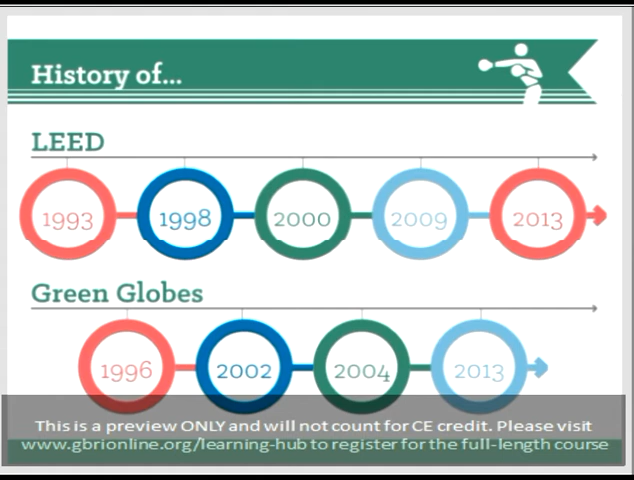 History of...
LEED
1993 1998 2000 2009 2013
Green Globes
1996 2002 2004 2013
This is a preview ONLY and will not count for CE credit. Please visit
www.gbrionline.org/learning-hub to register for the full-length course